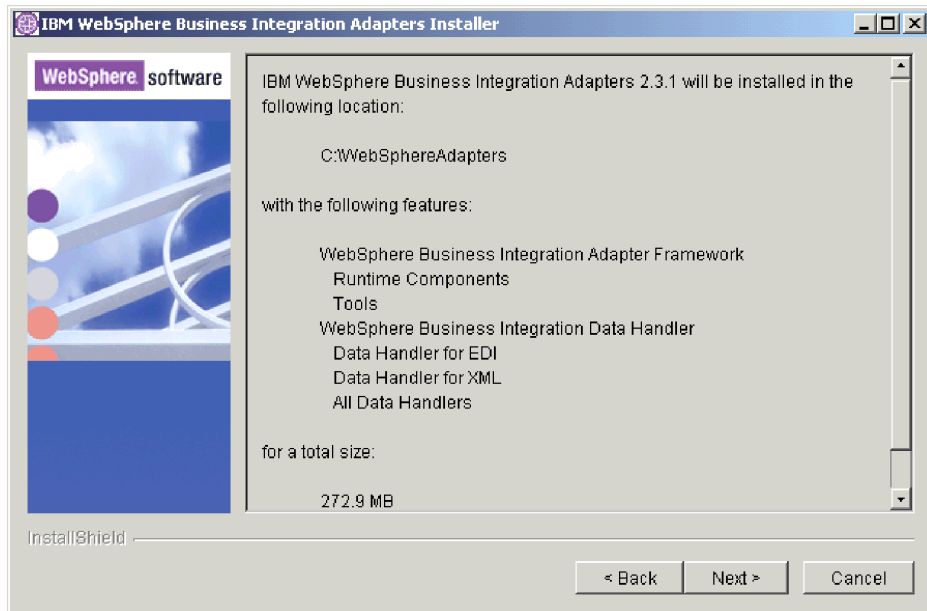 IBM WebSphere Business Integration Adapters Installer
WebSphere software
IBM WebSphere Business Integration Adapters 2.3.1 will be installed in the
following location:
C:\WebSphereAdapters
with the following features:
WebSphere Business Integration Adapter Framework
Runtime Components
Tools
WebSphere Business Integration Data Handler
Data Handler for EDI
Data Handler for XML
All Data Handlers
for a total size:
272.9 MB
InstallShield
< Back Next > Cancel